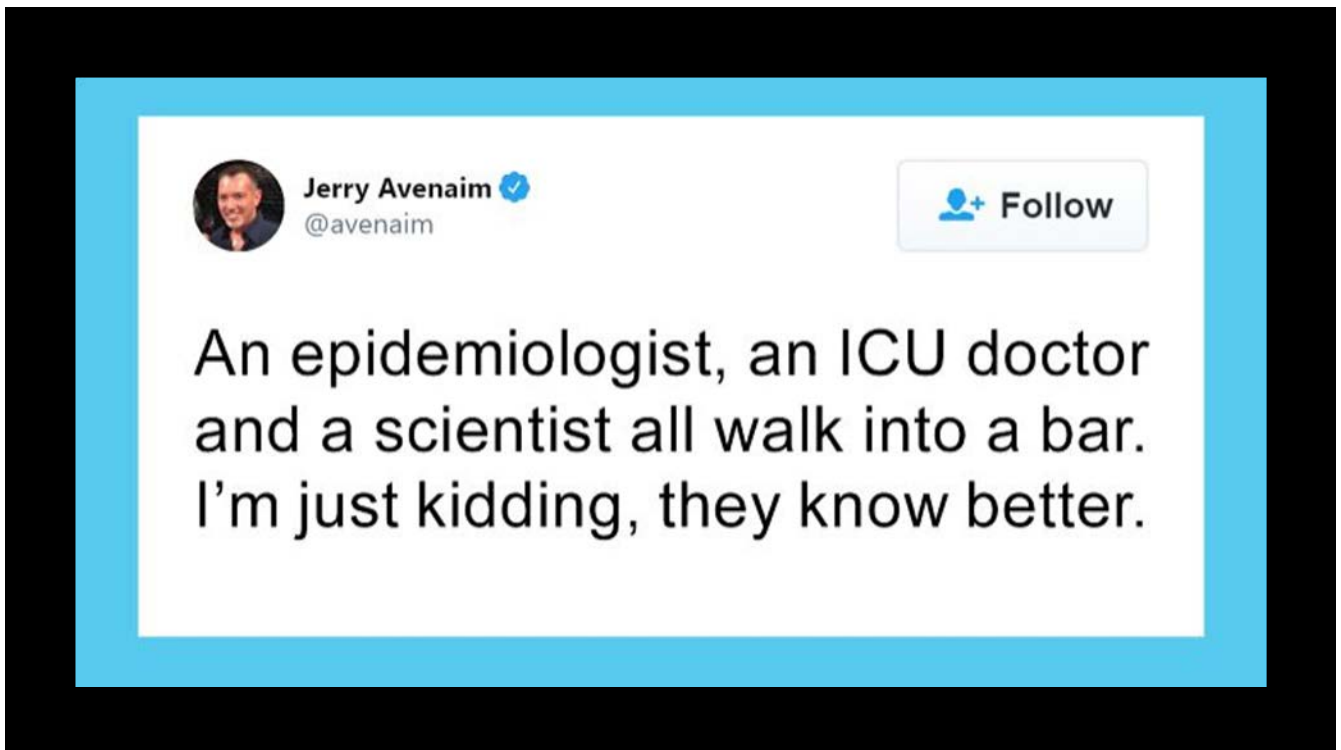 Jerry Avenaim
@avenaim
Follow
An epidemiologist, an ICU doctor
and a scientist all walk into a bar.
I’m just kidding, they know better.